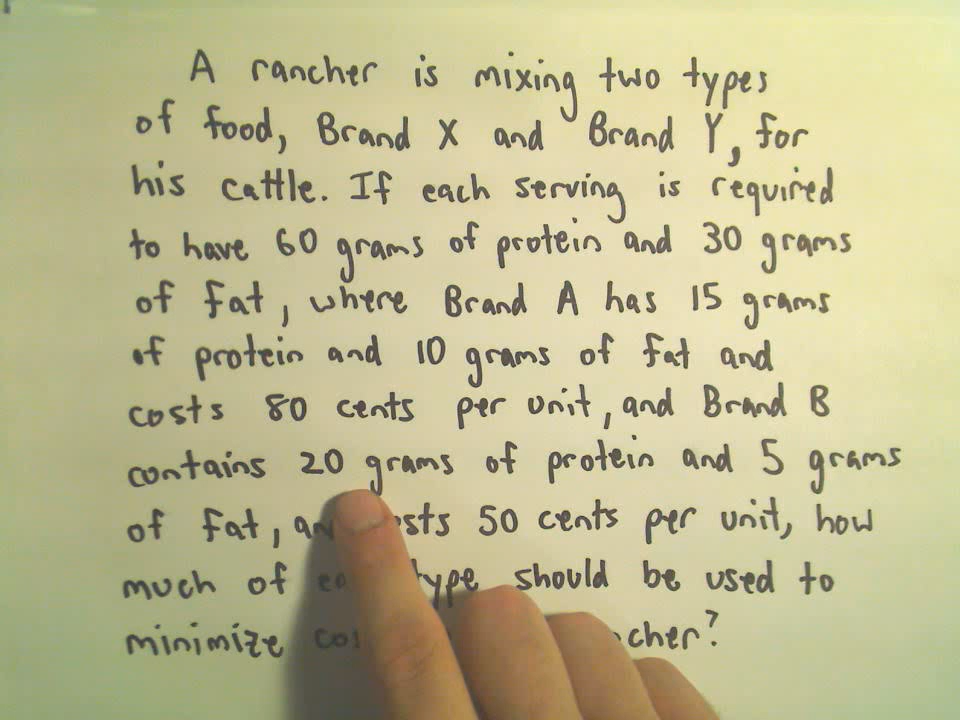 A rancher is mixing two types
of food, Brand X and Brand Y, for
his cattle. If each serving is required
to have 60 grams of protein and 30 grams
of fat, where Brand A has 15 grams
of protein and 10 grams of fat and
costs 80 cents per unit, and Brand B
contains 20 grams of protein and 5 grams
of fat, 50 cents per unit, how
much of type should be used to
minimize